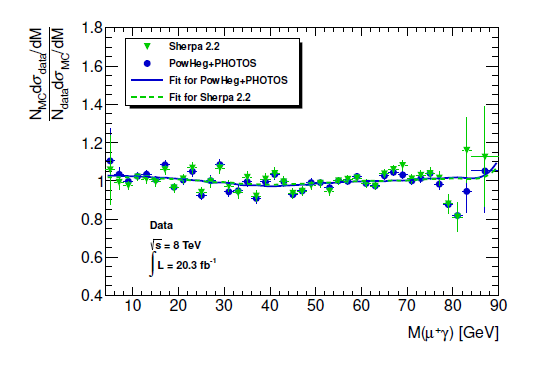 N_MC dσ_data/dM
N_data dσ_MC/dM
1.8
1.6
1.4
1.2
1
0.8
0.6
0.4
Sherpa 2.2
PowHeg+PHOTOS
Fit for PowHeg+PHOTOS
Fit for Sherpa 2.2
Data
√s = 8 TeV
∫ L = 20.3 fb⁻¹
10 20 30 40 50 60 70 80 90
M(μ⁺γ) [GeV]